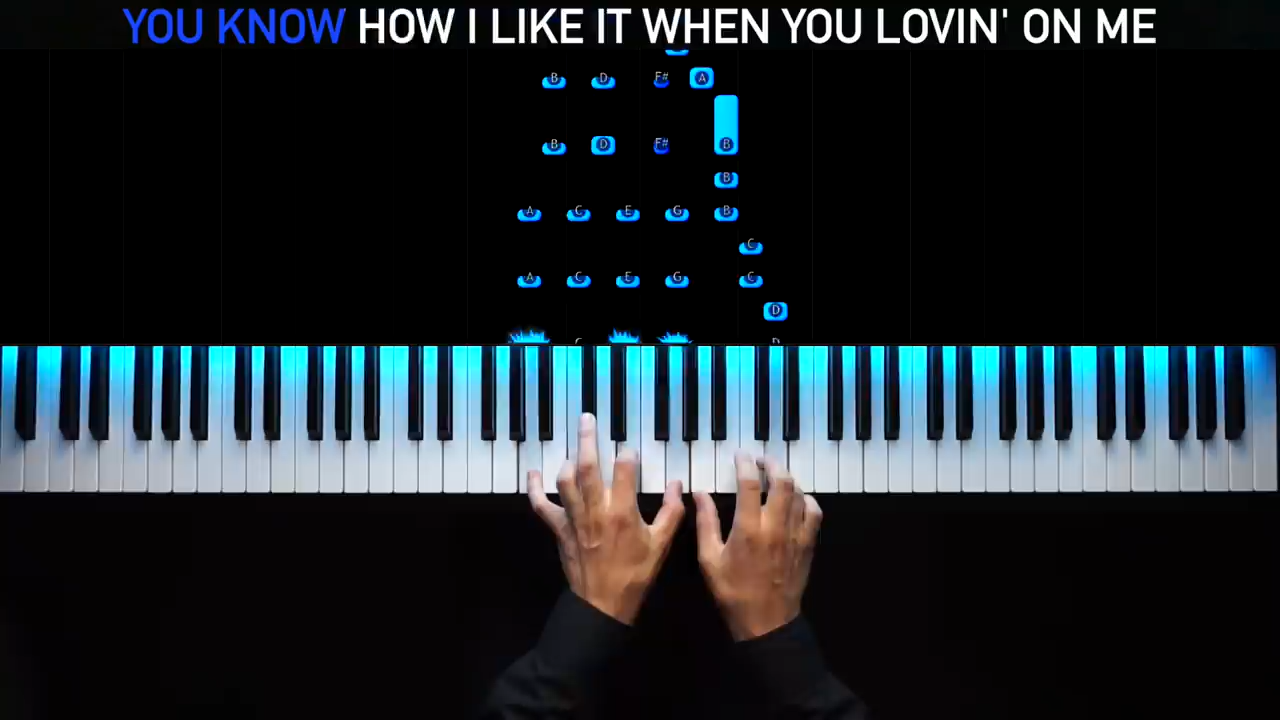 YOU KNOW HOW I LIKE IT WHEN YOU LOVIN' ON ME
B D F# A
B D F# B
B
A C E G B
C
A C E G C
D
C D